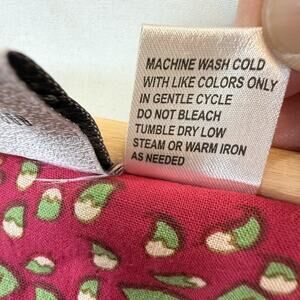 MACHINE WASH COLD
WITH LIKE COLORS ONLY
IN GENTLE CYCLE
DO NOT BLEACH
TUMBLE DRY LOW
STEAM OR WARM IRON
AS NEEDED